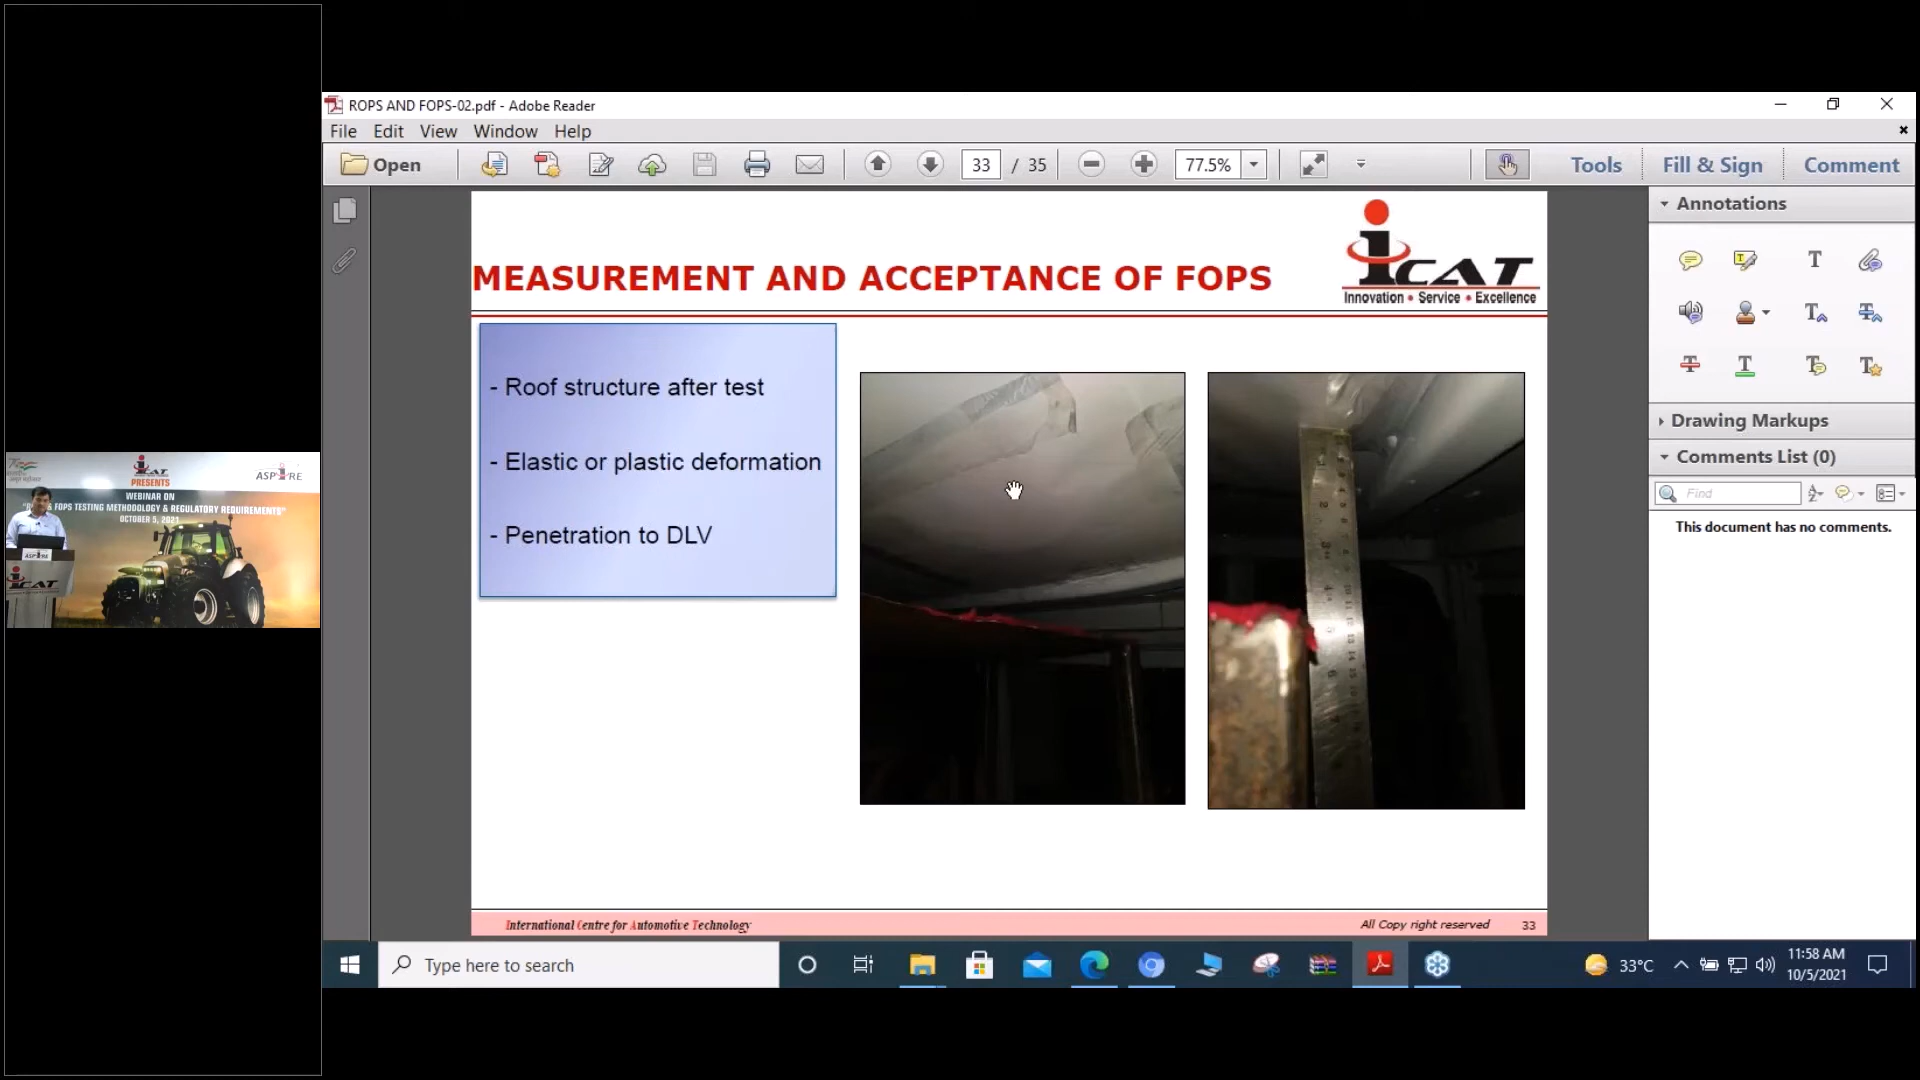 ROPS AND FOPS-02.pdf - Adobe Reader
File Edit View Window Help
Open
33 / 35
77.5%
Tools
Fill & Sign
Comment
MEASUREMENT AND ACCEPTANCE OF FOPS
iCAT
Innovation • Service • Excellence
- Roof structure after test
- Elastic or plastic deformation
- Penetration to DLV
International Centre for Automotive Technology
All Copy right reserved
33
Annotations
Drawing Markups
Comments List (0)
Find
This document has no comments.
iCAT
PRESENTS
ASPIRE
WEBINAR ON
& FOPS TESTING METHODOLOGY & REGULATORY REQUIREMENTS"
OCTOBER 5, 2021
ASPIRE
iCAT
Type here to search
33°C
11:58 AM
10/5/2021